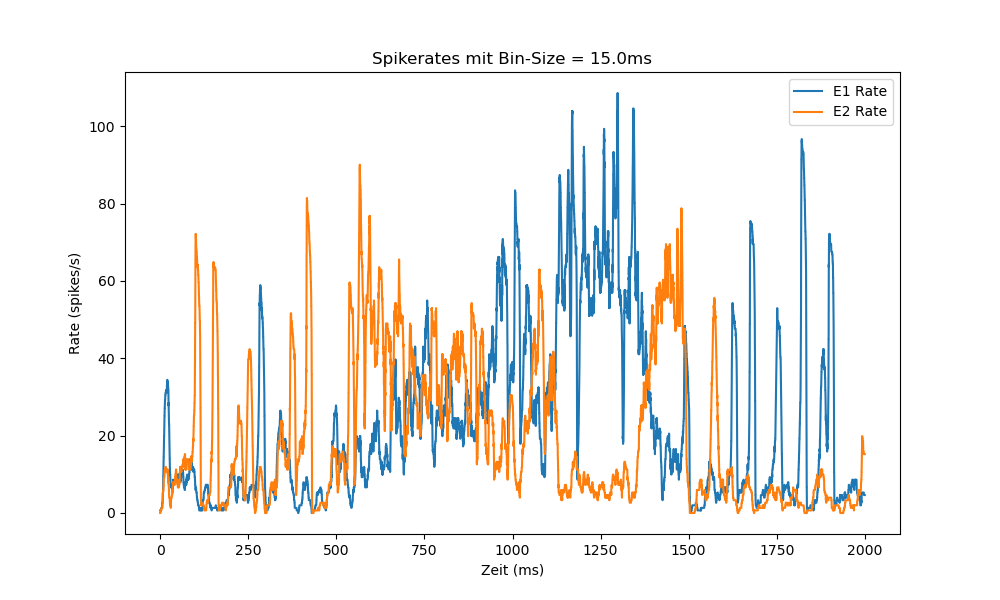 Spikerates mit Bin-Size = 15.0ms
E1 Rate
E2 Rate
Rate (spikes/s)
100
80
60
40
20
0
0 250 500 750 1000 1250 1500 1750 2000
Zeit (ms)